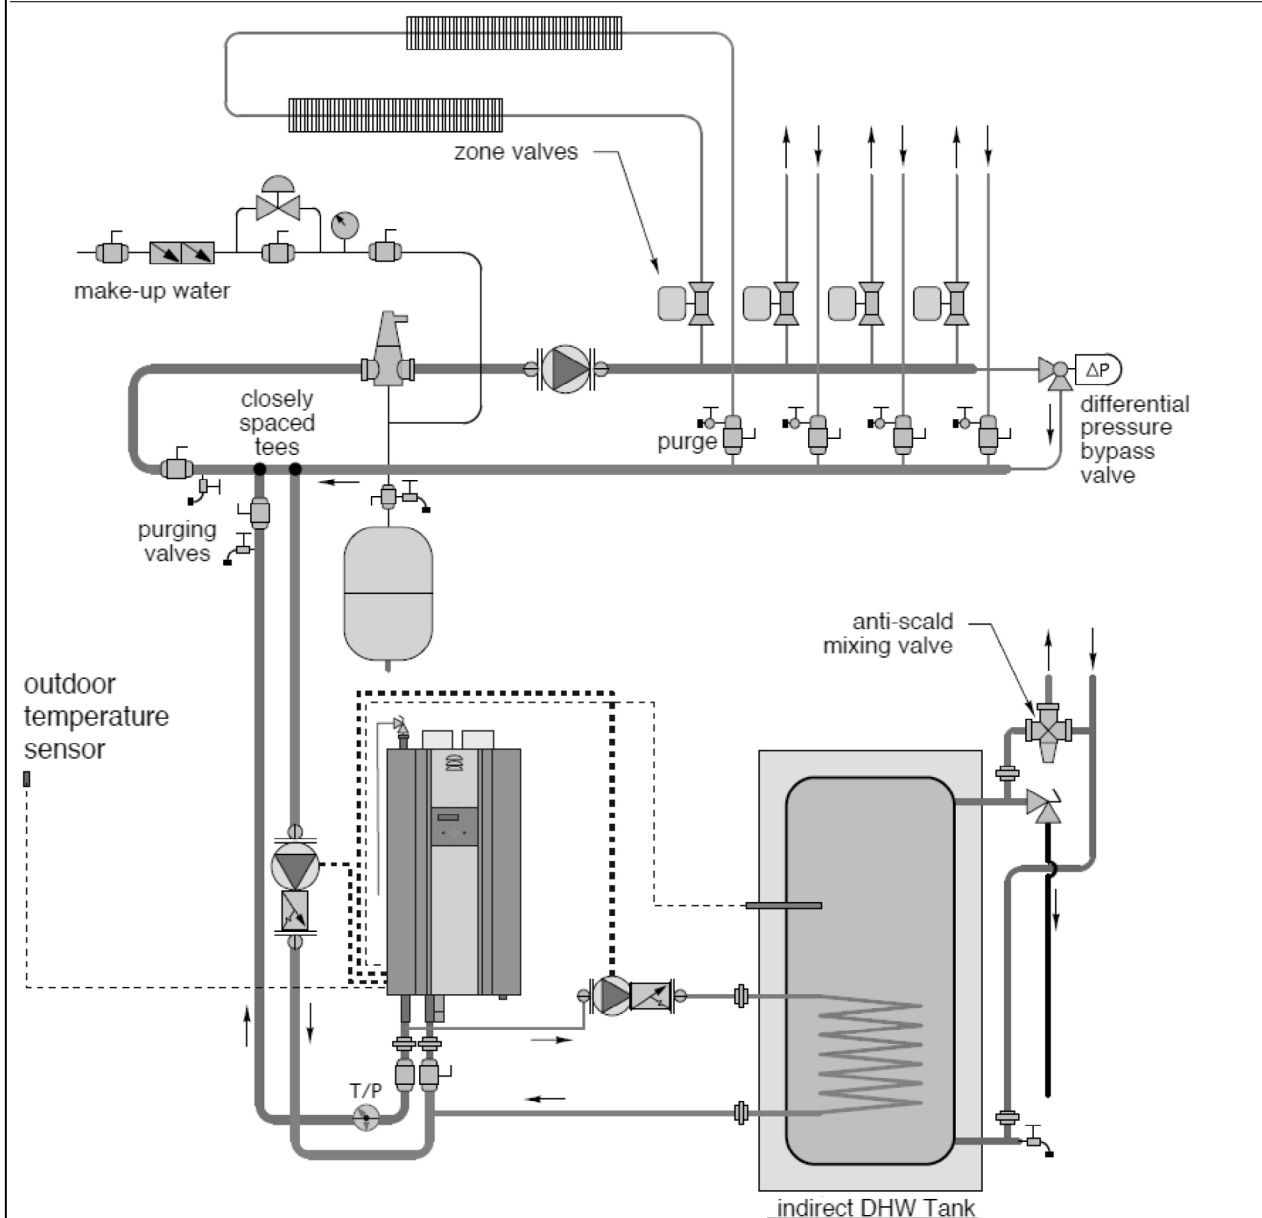 zone valves
make-up water
closely
spaced
tees
ΔP
differential
pressure
bypass
valve
purge
purging
valves
anti-scald
mixing valve
outdoor
temperature
sensor
T/P
indirect DHW Tank